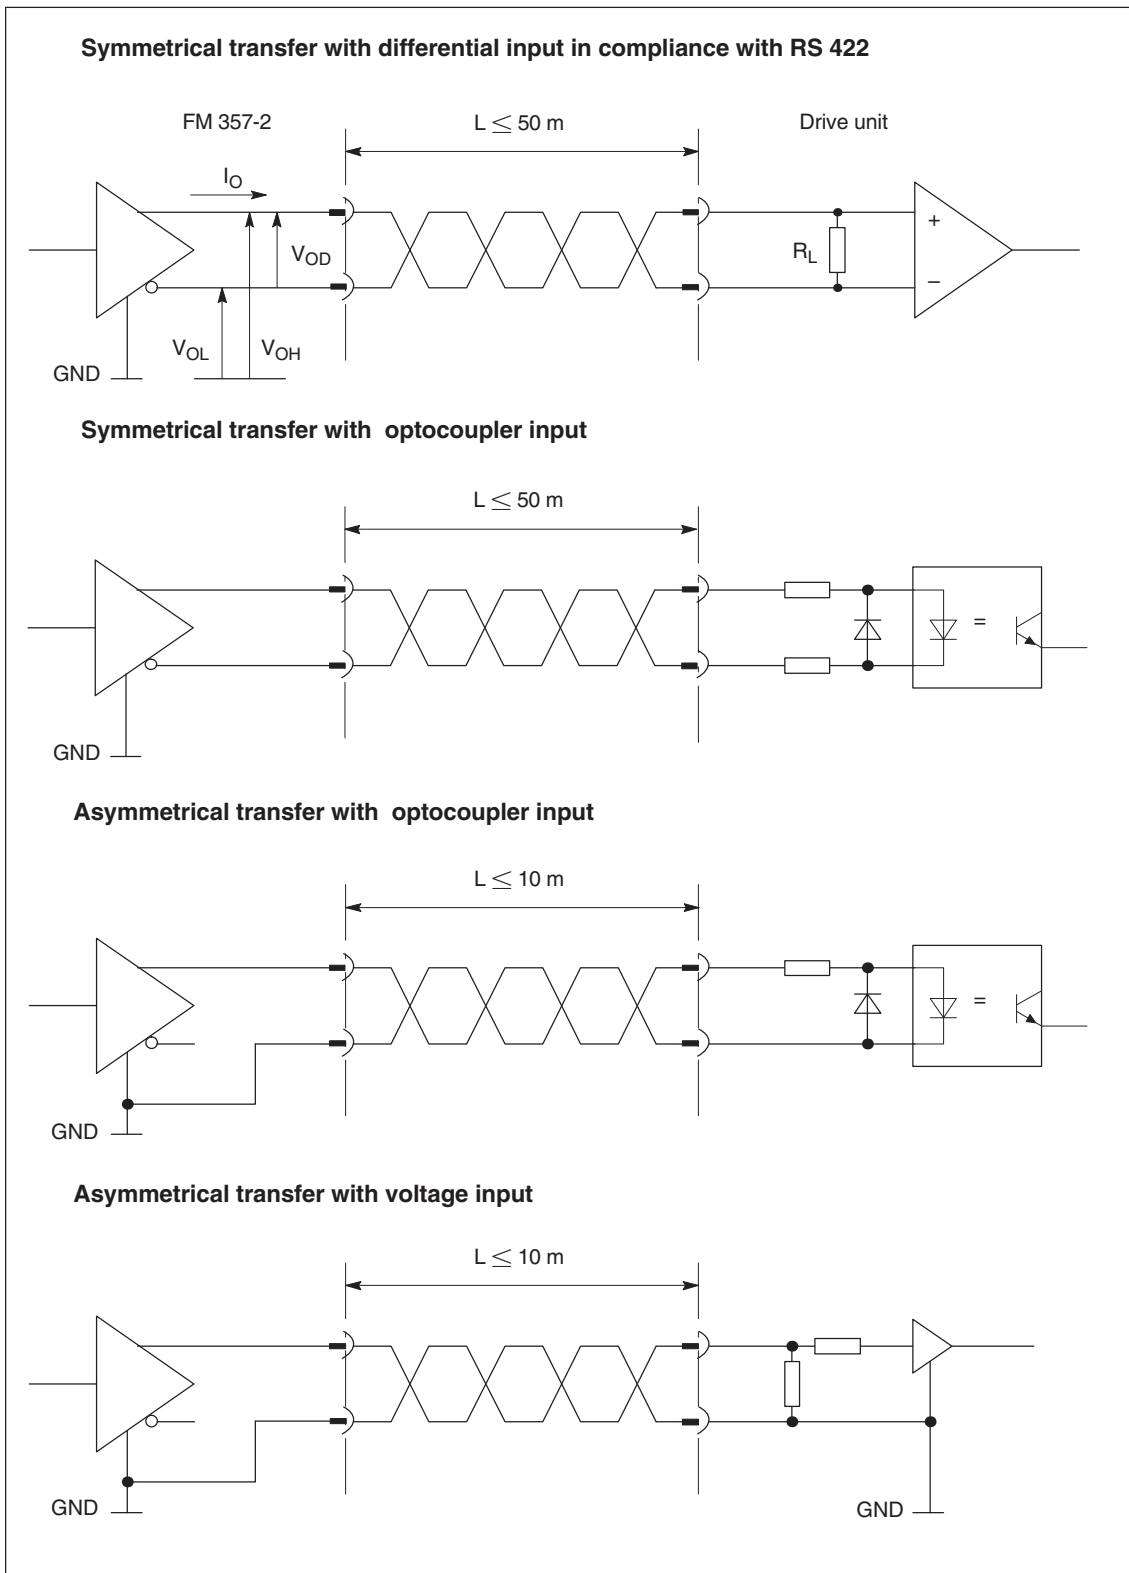 Symmetrical transfer with differential input in compliance with RS 422
FM 357-2
L ≤ 50 m
Drive unit
IO
VOD
RL
+
–
VOL
VOH
GND
Symmetrical transfer with optocoupler input
L ≤ 50 m
=
GND
Asymmetrical transfer with optocoupler input
L ≤ 10 m
=
GND
Asymmetrical transfer with voltage input
L ≤ 10 m
GND
GND